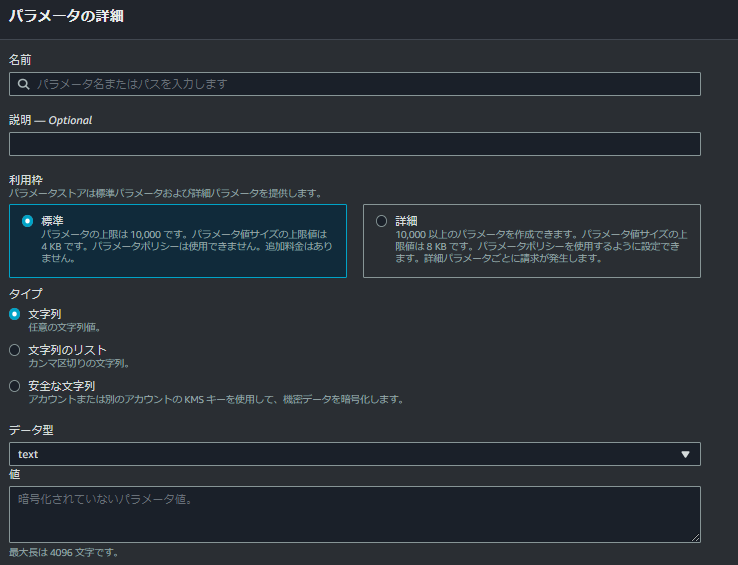 パラメータの詳細
名前
パラメータ名またはパスを入力します
説明 — Optional
利用枠
パラメータストアは標準パラメータおよび詳細パラメータを提供します。
標準
パラメータの上限は 10,000 です。パラメータ値サイズの上限値は
4 KB です。パラメータポリシーは使用できません。追加料金はあり
ません。
詳細
10,000 以上のパラメータを作成できます。パラメータ値サイズの上
限値は 8 KB です。パラメータポリシーを使用するように設定でき
ます。詳細パラメータごとに請求が発生します。
タイプ
文字列
任意の文字列値。
文字列のリスト
カンマ区切りの文字列。
安全な文字列
アカウントまたは別のアカウントの KMS キーを使用して、機密データを暗号化します。
データ型
text
値
暗号化されていないパラメータ値。
最大長は 4096 文字です。